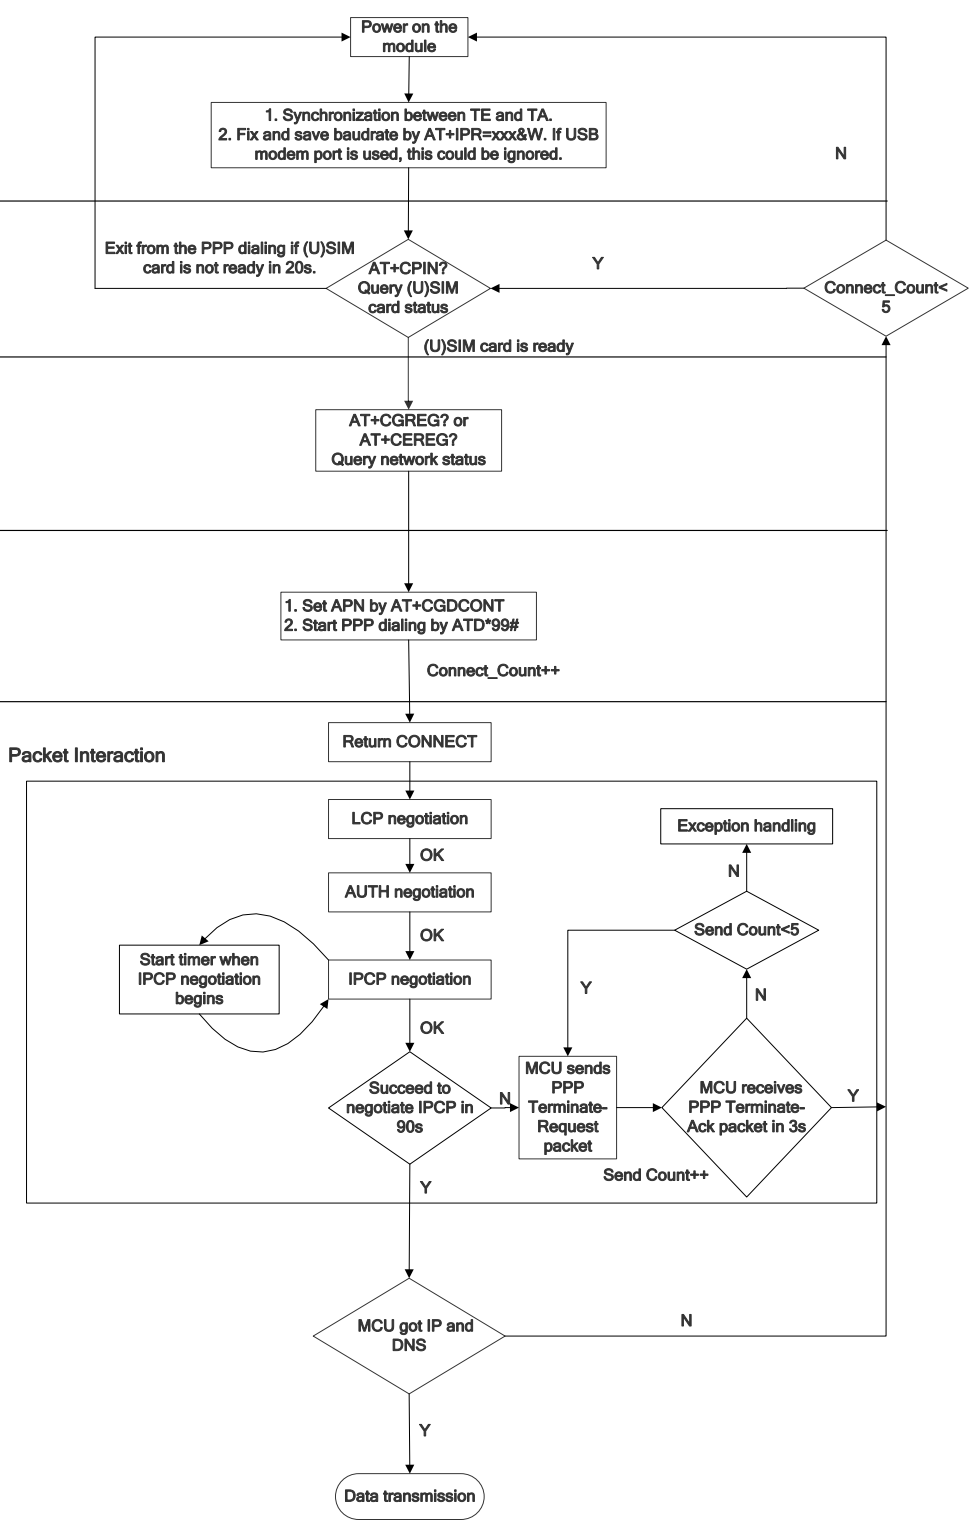 Power on the
module
1. Synchronization between TE and TA.
2. Fix and save baudrate by AT+IPR=xxx&W. If USB
modem port is used, this could be ignored.
N
Exit from the PPP dialing if (U)SIM
card is not ready in 20s.
AT+CPIN?
Query (U)SIM
card status
Y
Connect_Count<
5
(U)SIM card is ready
AT+CGREG? or
AT+CEREG?
Query network status
1. Set APN by AT+CGDCONT
2. Start PPP dialing by ATD*99#
Connect_Count++
Return CONNECT
Packet Interaction
LCP negotiation
Exception handling
OK
N
AUTH negotiation
Send Count<5
OK
Start timer when
IPCP negotiation
begins
IPCP negotiation
Y
N
OK
Succeed to
negotiate IPCP in
90s
N
MCU sends
PPP
Terminate-
Request
packet
MCU receives
PPP Terminate-
Ack packet in 3s
Y
Send Count++
Y
MCU got IP and
DNS
N
Y
Data transmission